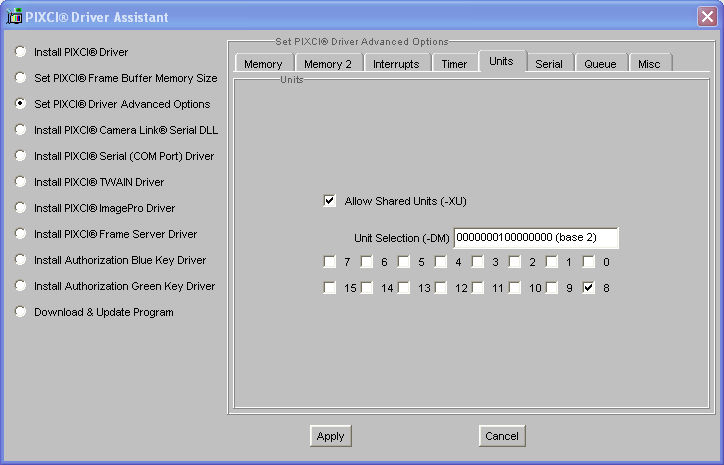 PIXCI® Driver Assistant
Install PIXCI® Driver
Set PIXCI® Frame Buffer Memory Size
Set PIXCI® Driver Advanced Options
Install PIXCI® Camera Link® Serial DLL
Install PIXCI® Serial (COM Port) Driver
Install PIXCI® TWAIN Driver
Install PIXCI® ImagePro Driver
Install PIXCI® Frame Server Driver
Install Authorization Blue Key Driver
Install Authorization Green Key Driver
Download & Update Program
Set PIXCI® Driver Advanced Options
Memory Memory 2 Interrupts Timer Units Serial Queue Misc
Units
Allow Shared Units (-XU)
Unit Selection (-DM) 0000000100000000 (base 2)
7 6 5 4 3 2 1 0
15 14 13 12 11 10 9 8
Apply Cancel